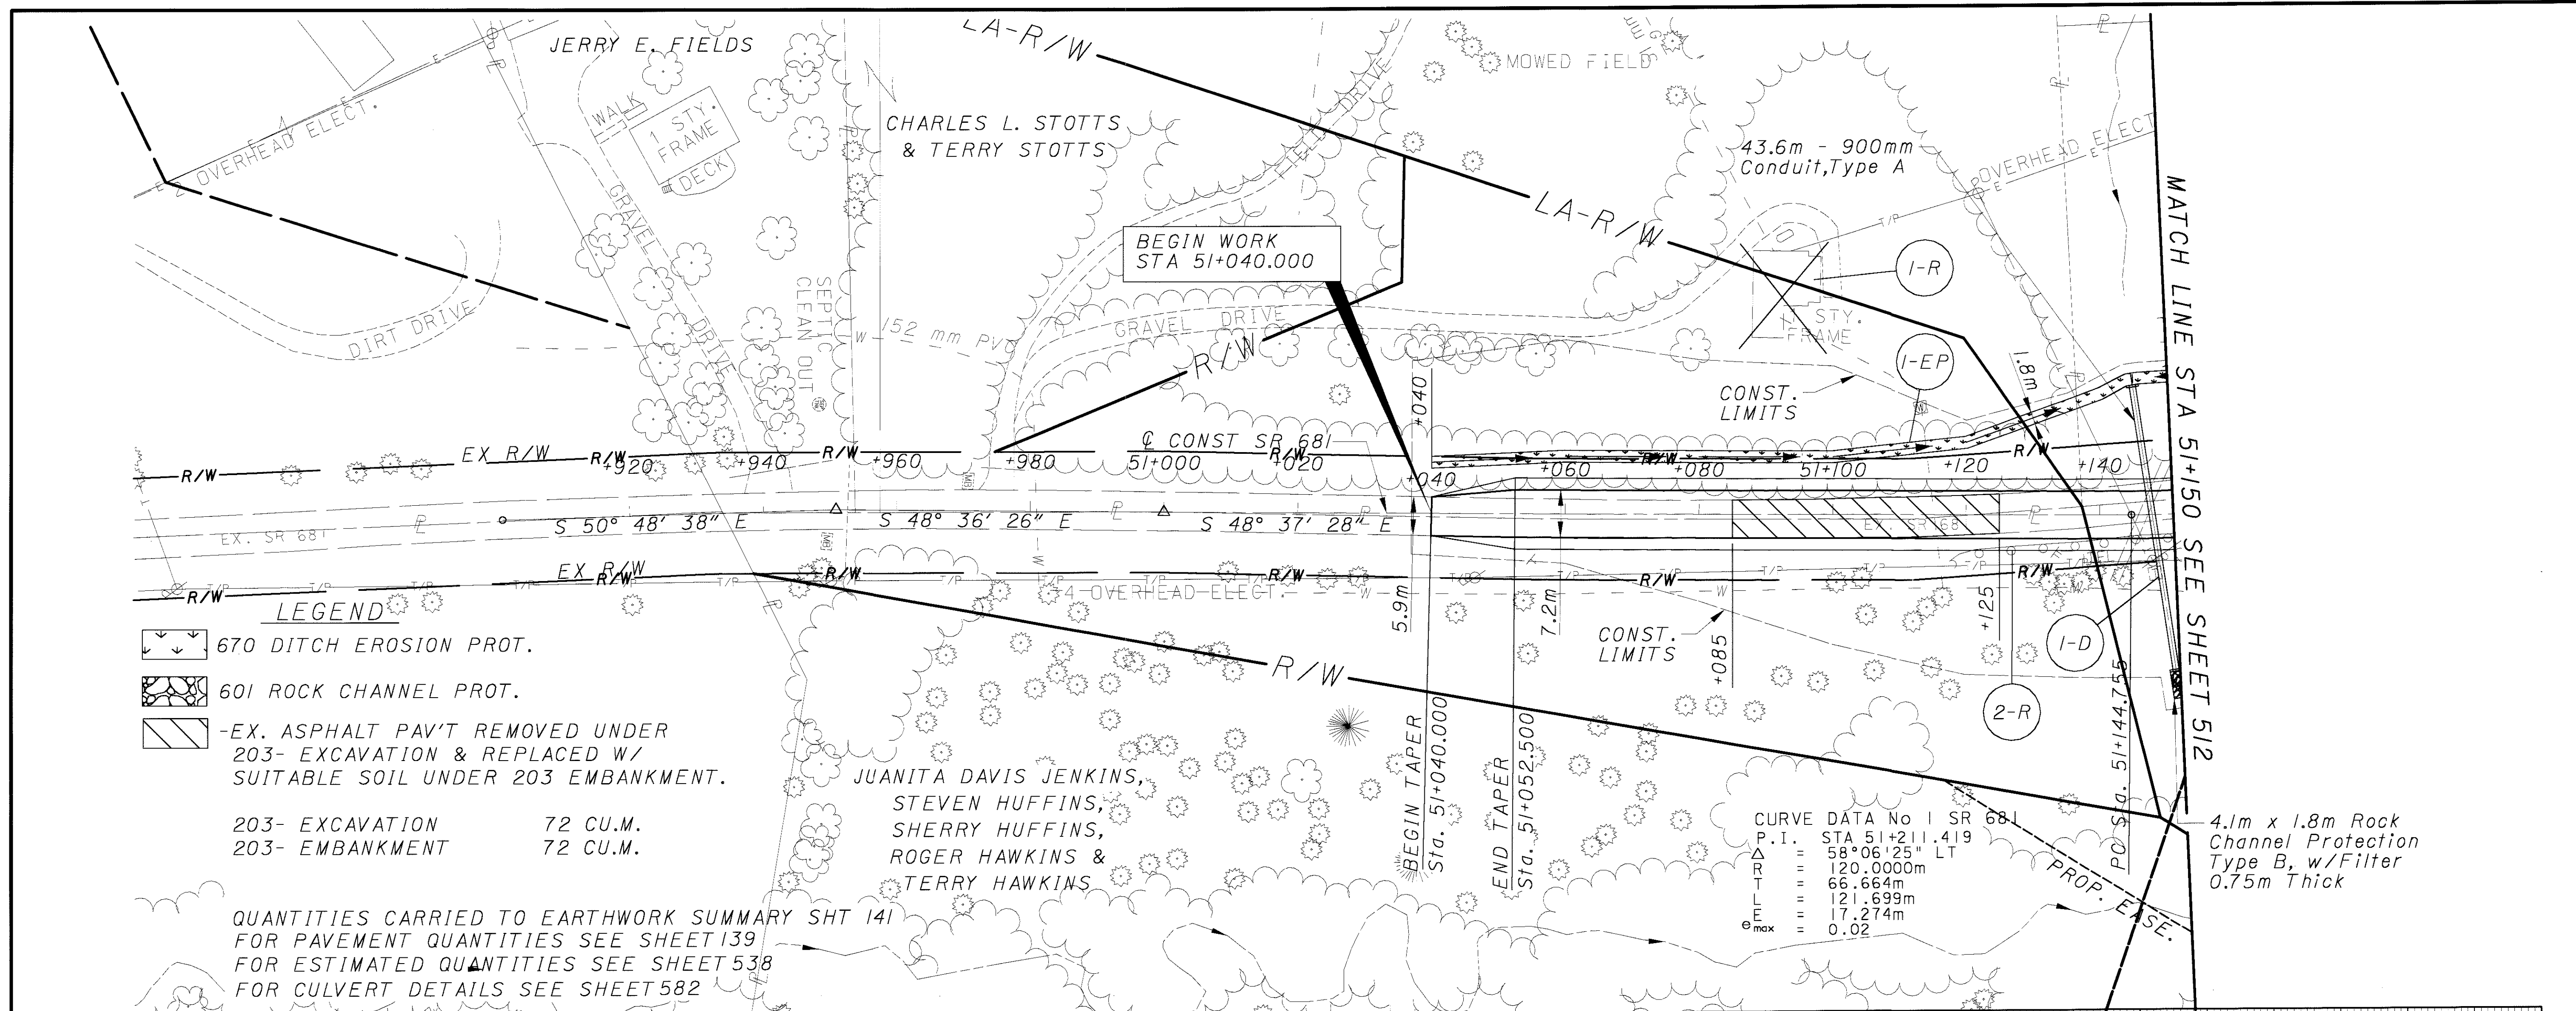 JERRY E. FIELDS
LA-R/W
MOWED FIELD
OVERHEAD ELECT.
2
WALK
1 STY.
FRAME
DECK
CHARLES L. STOTTS
& TERRY STOTTS
FIELD DRIVE
43.6m - 900mm
Conduit,Type A
OVERHEAD ELECT
LA-R/W
GRAVEL DRIVE
BEGIN WORK
STA 51+040.000
1-R
MATCH LINE STA 51+150 SEE SHEET 512
DIRT DRIVE
SEPTIC
CLEAN OUT
152 mm PVC
GRAVEL DRIVE
R/W
1 STY.
FRAME
1-EP
1.8m
CONST.
LIMITS
+040
EX R/W
R/W
R/W
R/W
℄ CONST SR 681
R/W
R/W
R/W
+920
+940
+960
+980
51+000
+020
+040
+060
+080
51+100
+120
+140
EX. SR 681
S 50° 48' 38" E
S 48° 36' 26" E
S 48° 37' 28" E
EX. SR 681
EX R/W
R/W
R/W
R/W
R/W
R/W
R/W
4 OVERHEAD ELECT.
5.9m
7.2m
CONST.
LIMITS
+085
+125
1-D
2-R
R/W
LEGEND
670 DITCH EROSION PROT.
601 ROCK CHANNEL PROT.
-EX. ASPHALT PAV'T REMOVED UNDER
203- EXCAVATION & REPLACED W/
SUITABLE SOIL UNDER 203 EMBANKMENT.
203- EXCAVATION 72 CU.M.
203- EMBANKMENT 72 CU.M.
QUANTITIES CARRIED TO EARTHWORK SUMMARY SHT 141
FOR PAVEMENT QUANTITIES SEE SHEET 139
FOR ESTIMATED QUANTITIES SEE SHEET 538
FOR CULVERT DETAILS SEE SHEET 582
JUANITA DAVIS JENKINS,
STEVEN HUFFINS,
SHERRY HUFFINS,
ROGER HAWKINS &
TERRY HAWKINS
BEGIN TAPER
Sta. 51+040.000
END TAPER
Sta. 51+052.500
PO Sta. 51+144.755
CURVE DATA No 1 SR 681
P.I. STA 51+211.419
Δ = 58°06'25" LT
R = 120.0000m
T = 66.664m
L = 121.699m
E = 17.274m
emax = 0.02
PROP. EASE.
4.1m x 1.8m Rock
Channel Protection
Type B, w/Filter
0.75m Thick